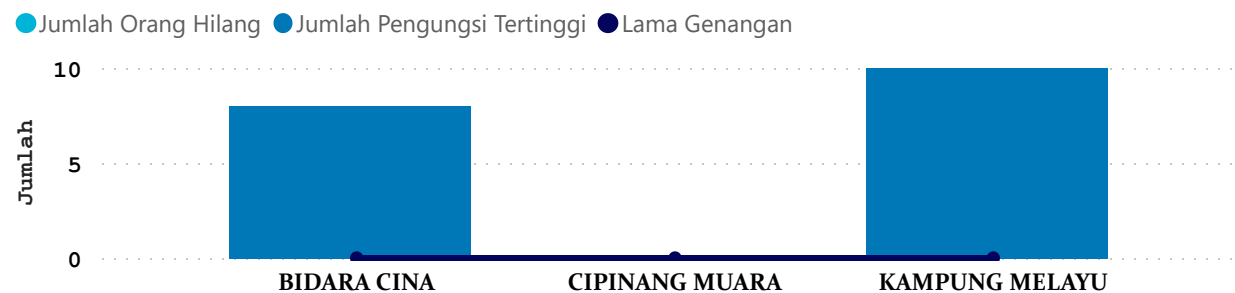 Jumlah Orang Hilang Jumlah Pengungsi Tertinggi Lama Genangan
10
Jumlah
5
0
BIDARA CINA CIPINANG MUARA KAMPUNG MELAYU